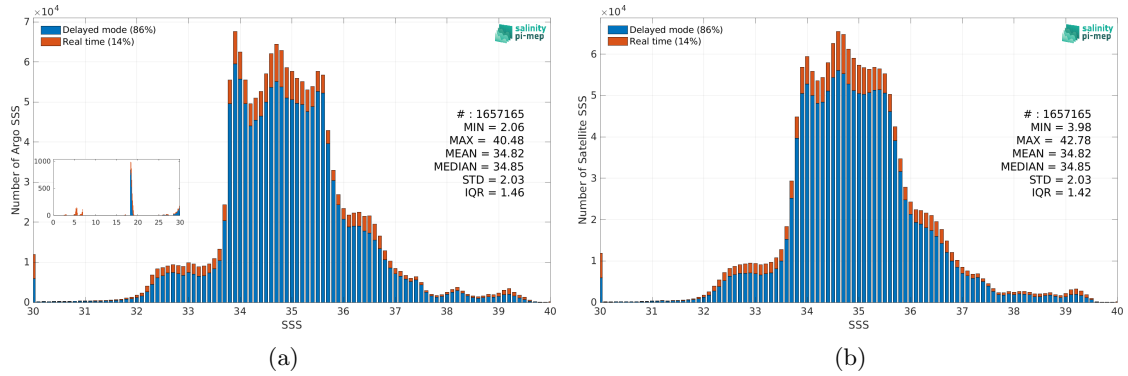 ×10⁴
7
6
5
4
3
2
1
0
Number of Argo SSS
Delayed mode (86%)
Real time (14%)
salinity
pi-mep
# : 1657165
MIN = 2.06
MAX = 40.48
MEAN = 34.82
MEDIAN = 34.85
STD = 2.03
IQR = 1.46
1000
500
0
0 5 10 15 20 25 30
30 31 32 33 34 35 36 37 38 39 40
SSS
(a)
×10⁴
6
5
4
3
2
1
0
Number of Satellite SSS
Delayed mode (86%)
Real time (14%)
salinity
pi-mep
# : 1657165
MIN = 3.98
MAX = 42.78
MEAN = 34.82
MEDIAN = 34.85
STD = 2.03
IQR = 1.42
30 31 32 33 34 35 36 37 38 39 40
SSS
(b)